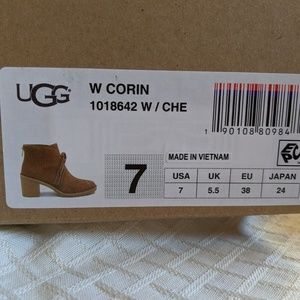 UGG
W CORIN
1018642 W / CHE
1 90108 80984
7
MADE IN VIETNAM
USA UK EU JAPAN
7 5.5 38 24